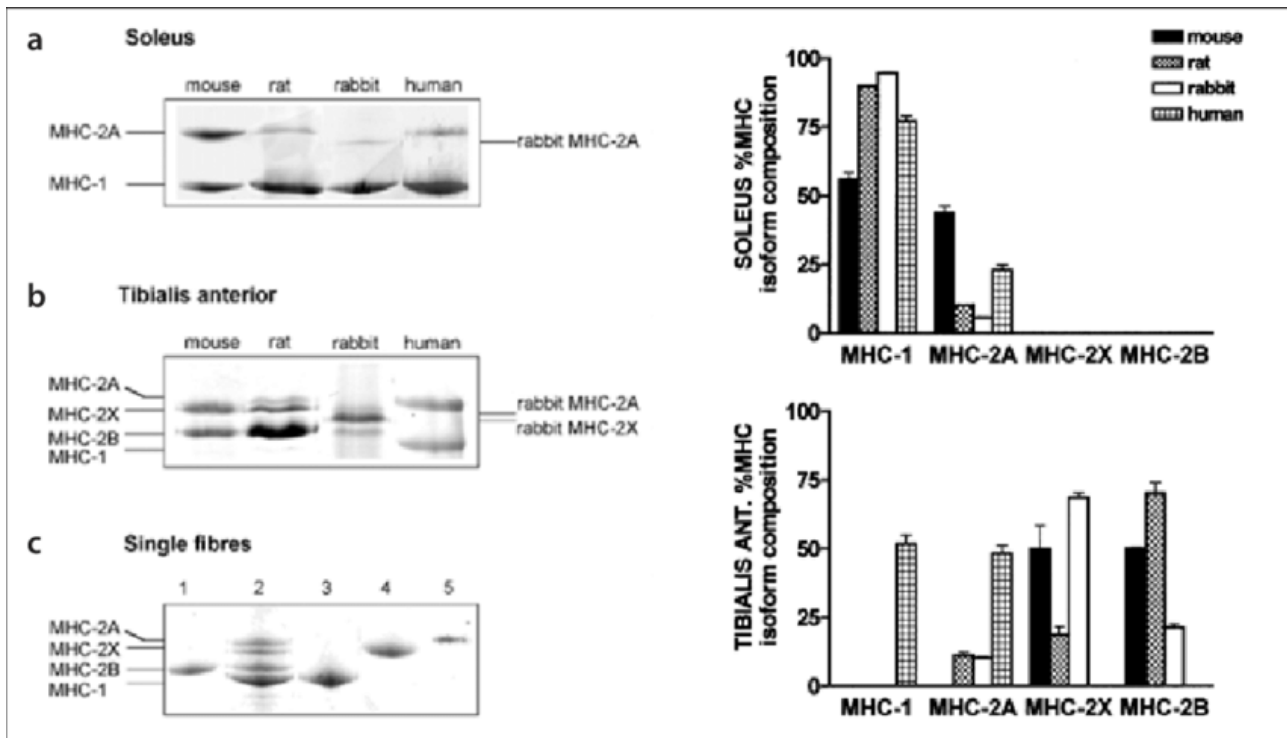 a Soleus
mouse rat rabbit human
MHC-2A
rabbit MHC-2A
MHC-1
b Tibialis anterior
mouse rat rabbit human
MHC-2A
MHC-2X
MHC-2B
MHC-1
rabbit MHC-2A
rabbit MHC-2X
c Single fibres
1 2 3 4 5
MHC-2A
MHC-2X
MHC-2B
MHC-1
mouse
rat
rabbit
human
SOLEUS %MHC
isoform composition
100
75
50
25
0
MHC-1 MHC-2A MHC-2X MHC-2B
TIBIALIS ANT. %MHC
isoform composition
100
75
50
25
0
MHC-1 MHC-2A MHC-2X MHC-2B